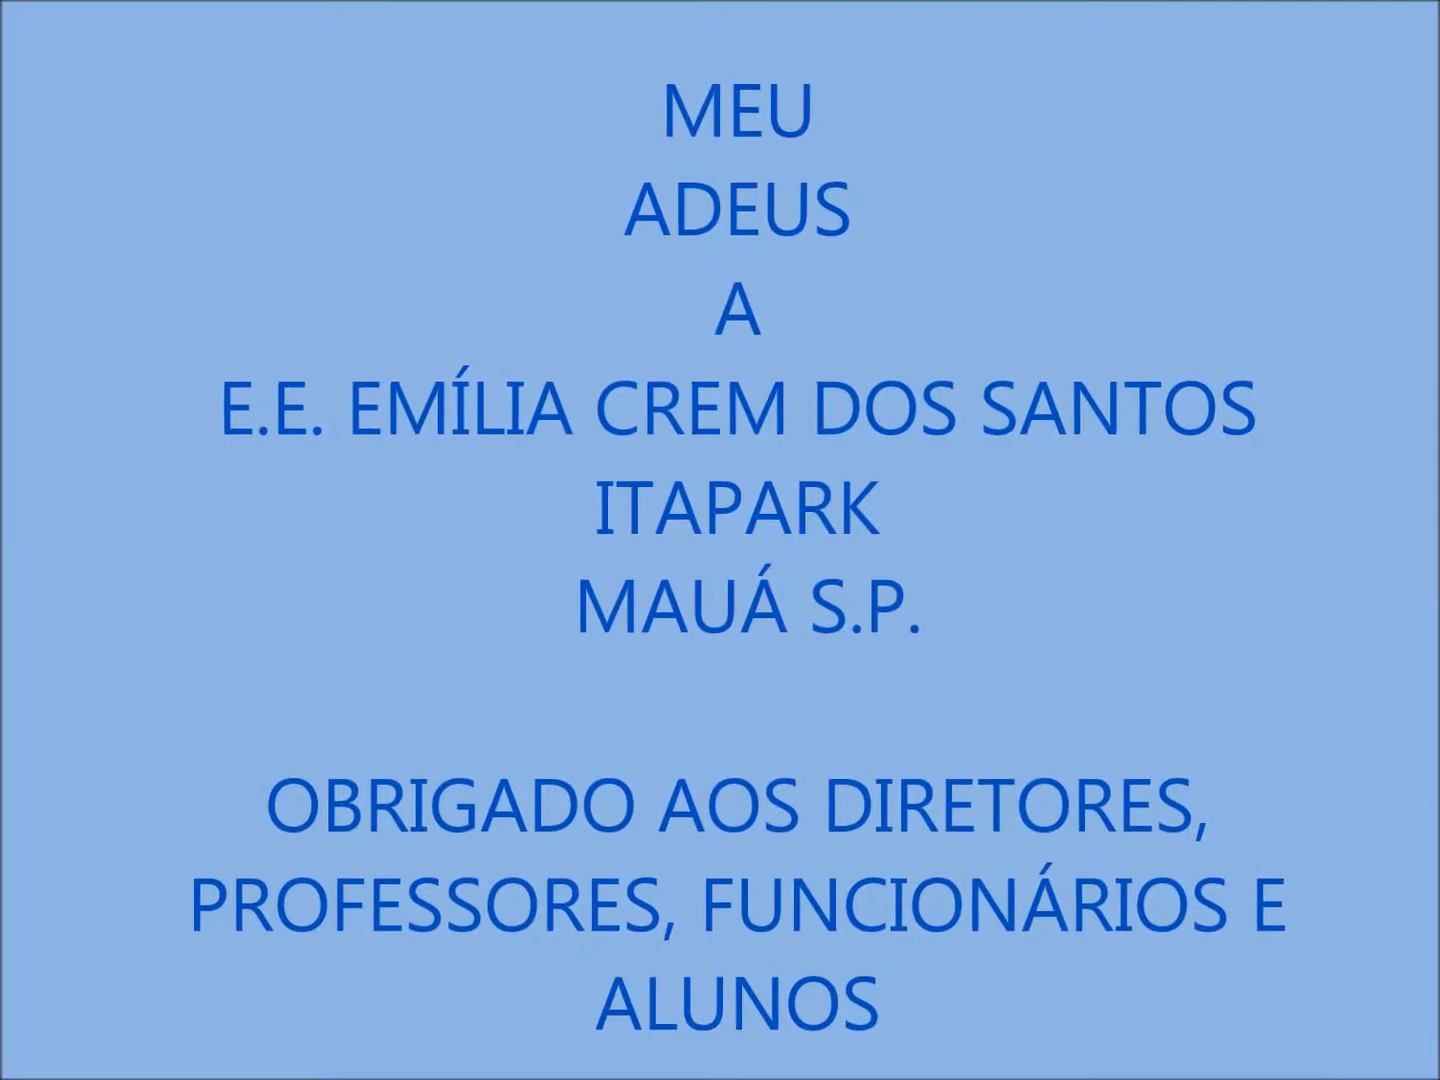 MEU
ADEUS
A
E.E. EMÍLIA CREM DOS SANTOS
ITAPARK
MAUÁ S.P.
OBRIGADO AOS DIRETORES,
PROFESSORES, FUNCIONÁRIOS E
ALUNOS